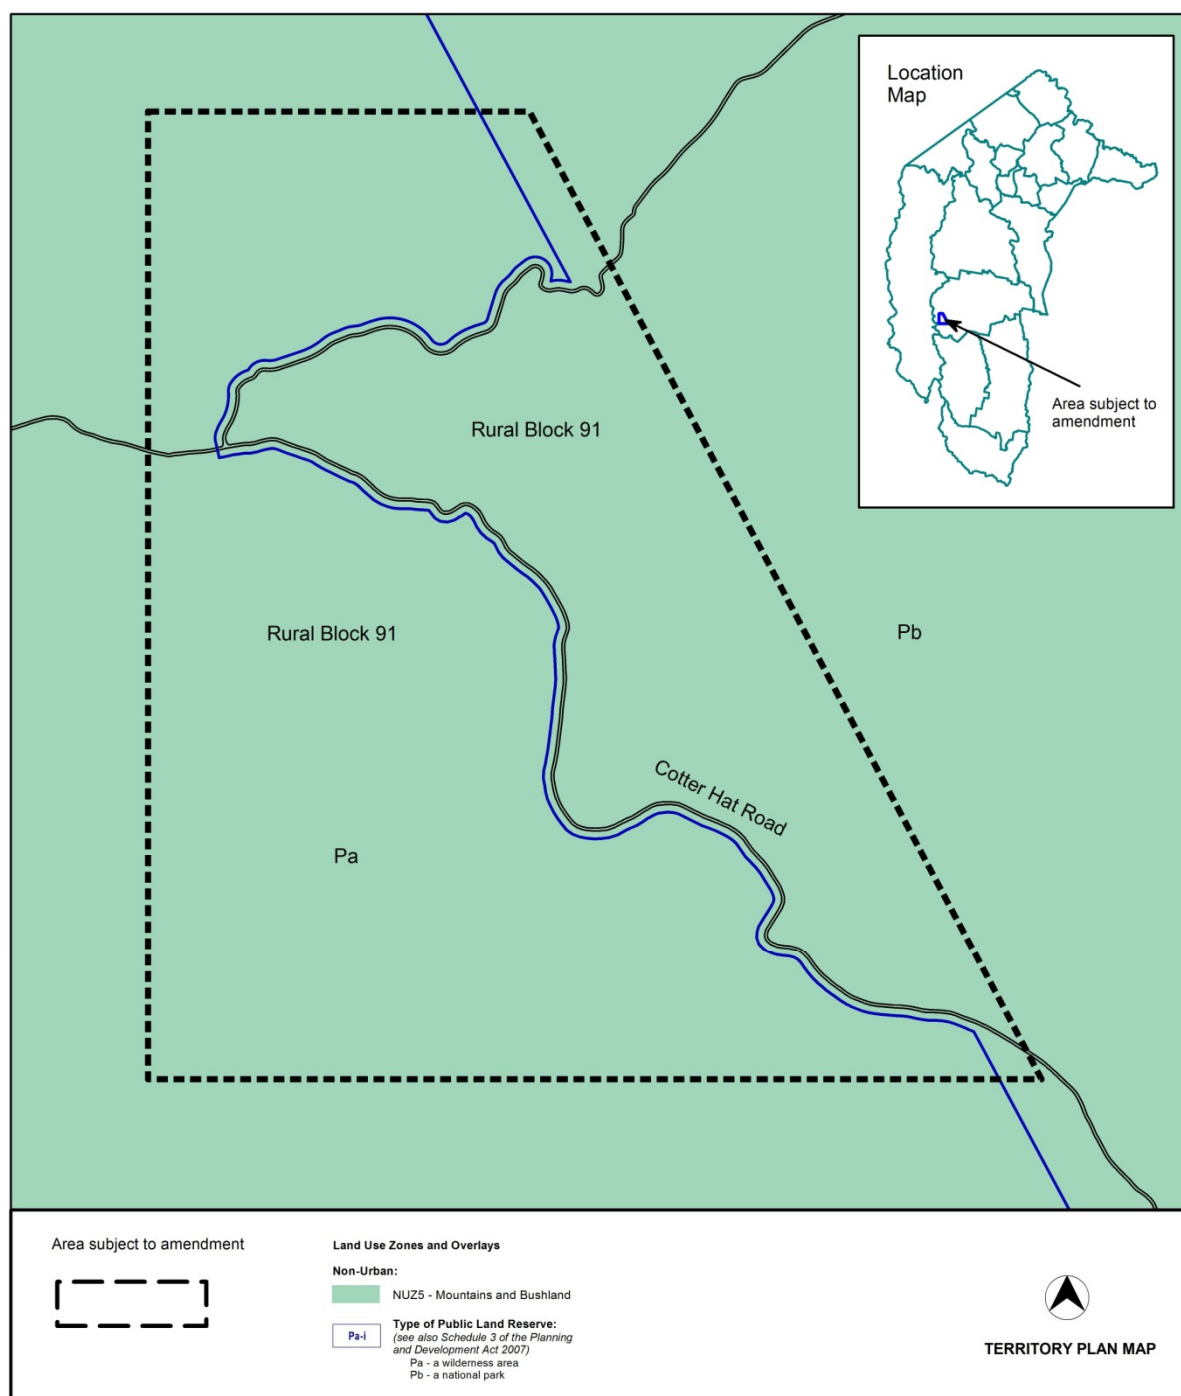 Location
Map
Area subject to
amendment
Rural Block 91
Rural Block 91
Pb
Cotter Hat Road
Pa
Area subject to amendment
Land Use Zones and Overlays
Non-Urban:
NUZ5 - Mountains and Bushland
Pa-i
Type of Public Land Reserve:
(see also Schedule 3 of the Planning
and Development Act 2007)
Pa - a wilderness area
Pb - a national park
TERRITORY PLAN MAP